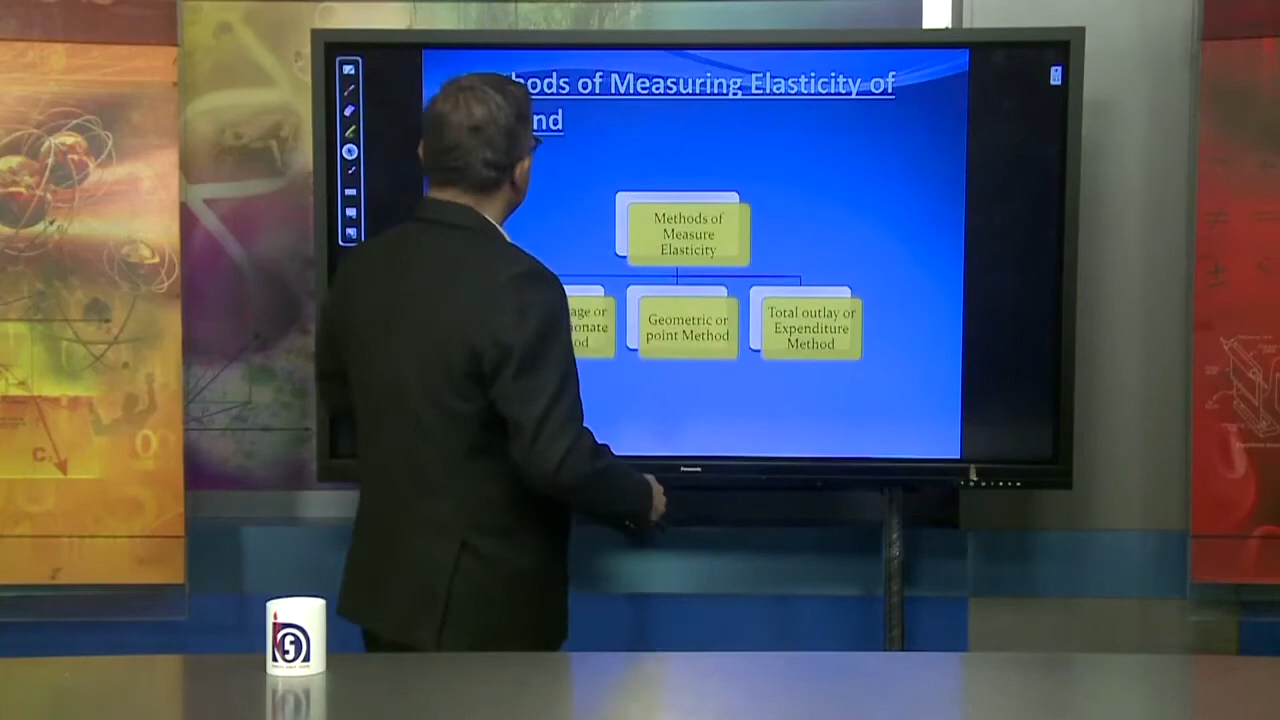 hods of Measuring Elasticity of
nd
Methods of
Measure
Elasticity
age or
onate
od
Geometric or
point Method
Total outlay or
Expenditure
Method
Panasonic
C